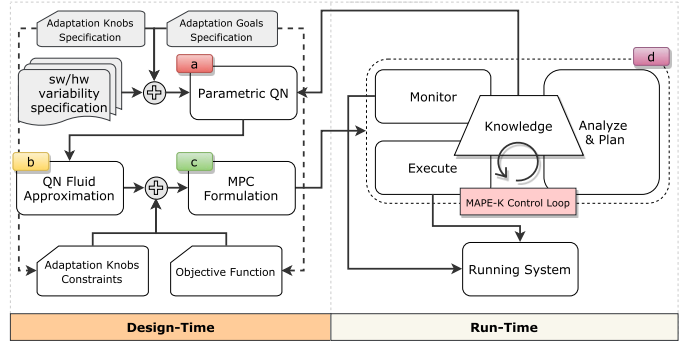 Adaptation Knobs
Specification
Adaptation Goals
Specification
a
sw/hw
variability
specification
Parametric QN
b
QN Fluid
Approximation
c
MPC
Formulation
Adaptation Knobs
Constraints
Objective Function
d
Monitor
Knowledge
Analyze
& Plan
Execute
MAPE-K Control Loop
Running System
Design-Time
Run-Time